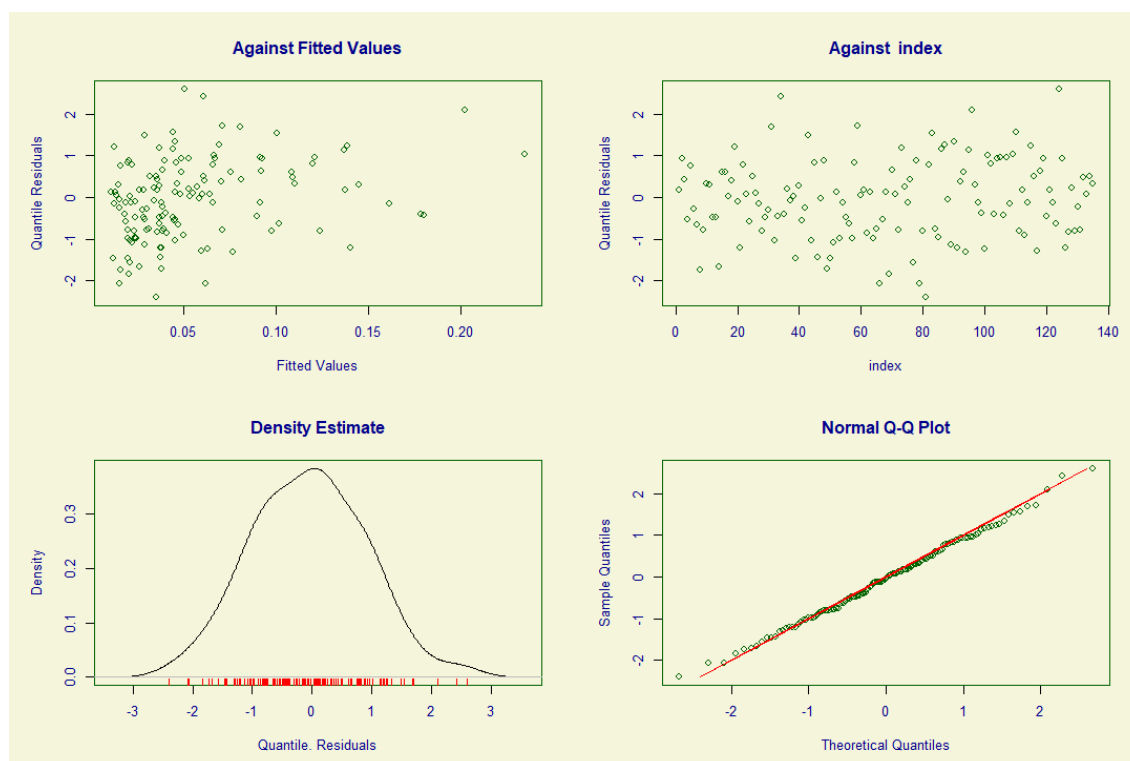 Against Fitted Values
Quantile Residuals
2
1
0
-1
-2
0.05 0.10 0.15 0.20
Fitted Values
Against index
Quantile Residuals
2
1
0
-1
-2
0 20 40 60 80 100 120 140
index
Density Estimate
Density
0.3
0.2
0.1
0.0
-3 -2 -1 0 1 2 3
Quantile. Residuals
Normal Q-Q Plot
Sample Quantiles
2
1
0
-1
-2
-2 -1 0 1 2
Theoretical Quantiles